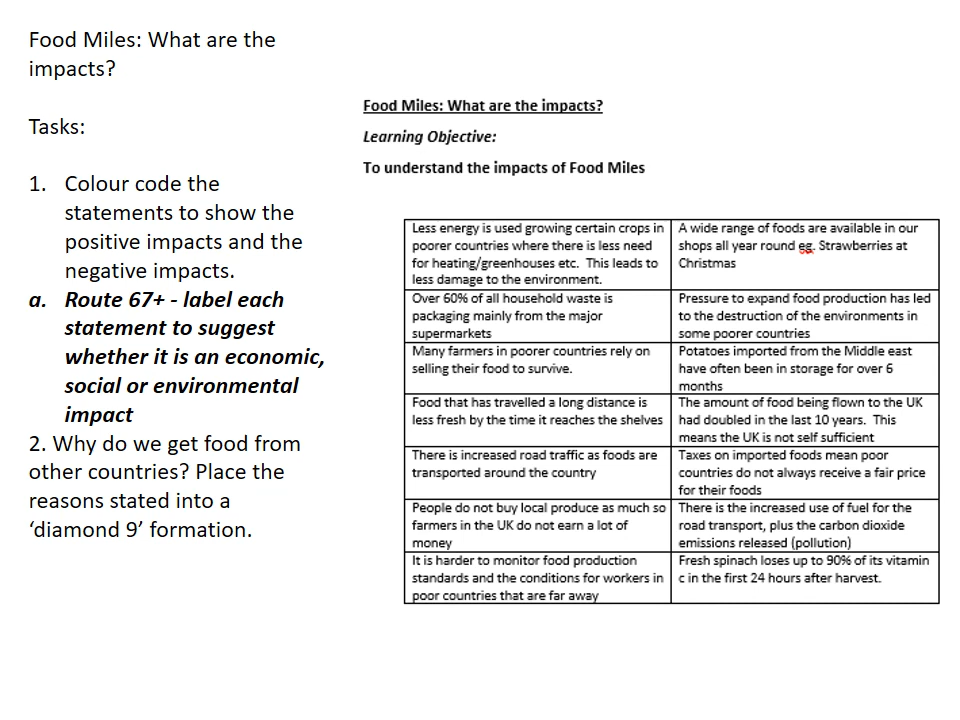 Food Miles: What are the
impacts?
Tasks:
1. Colour code the
statements to show the
positive impacts and the
negative impacts.
a. Route 67+ - label each
statement to suggest
whether it is an economic,
social or environmental
impact
2. Why do we get food from
other countries? Place the
reasons stated into a
‘diamond 9’ formation.
Food Miles: What are the impacts?
Learning Objective:
To understand the impacts of Food Miles
Less energy is used growing certain crops in
poorer countries where there is less need
for heating/greenhouses etc. This leads to
less damage to the environment.
A wide range of foods are available in our
shops all year round eg. Strawberries at
Christmas
Over 60% of all household waste is
packaging mainly from the major
supermarkets
Pressure to expand food production has led
to the destruction of the environments in
some poorer countries
Many farmers in poorer countries rely on
selling their food to survive.
Potatoes imported from the Middle east
have often been in storage for over 6
months
Food that has travelled a long distance is
less fresh by the time it reaches the shelves
The amount of food being flown to the UK
had doubled in the last 10 years. This
means the UK is not self sufficient
There is increased road traffic as foods are
transported around the country
Taxes on imported foods mean poor
countries do not always receive a fair price
for their foods
People do not buy local produce as much so
farmers in the UK do not earn a lot of
money
There is the increased use of fuel for the
road transport, plus the carbon dioxide
emissions released (pollution)
It is harder to monitor food production
standards and the conditions for workers in
poor countries that are far away
Fresh spinach loses up to 90% of its vitamin
c in the first 24 hours after harvest.